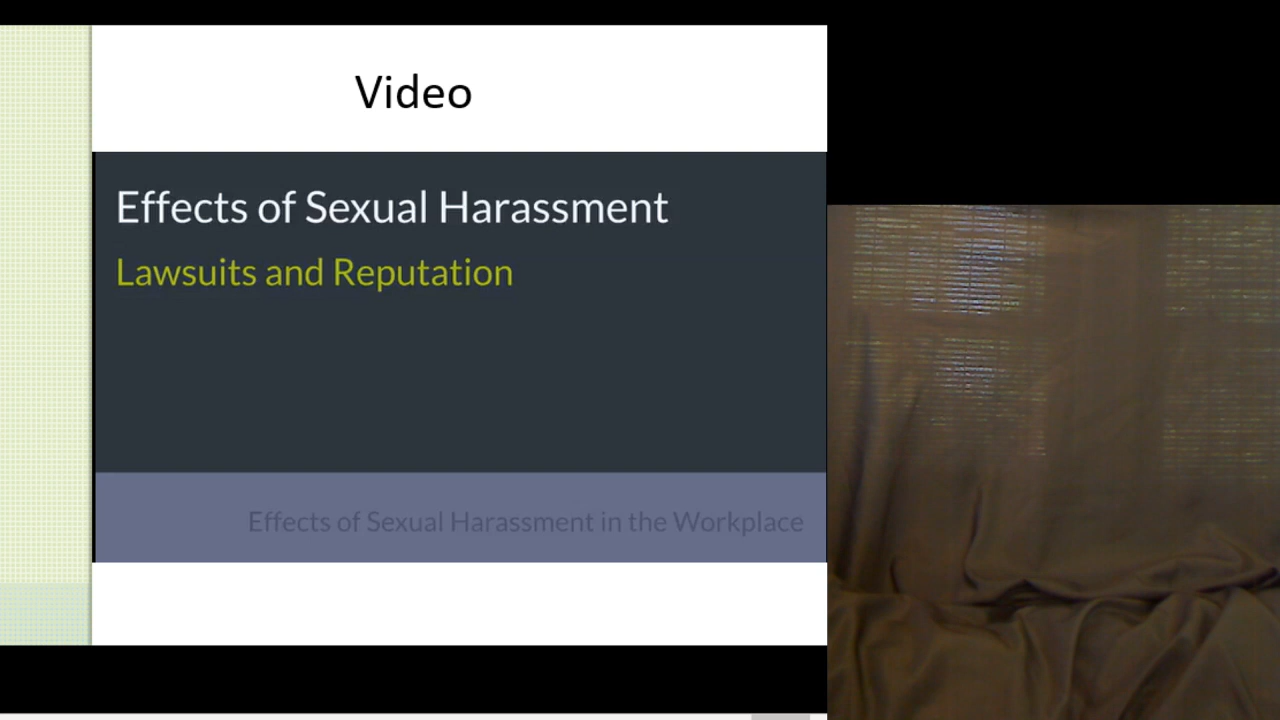 Video
Effects of Sexual Harassment
Lawsuits and Reputation
Effects of Sexual Harassment in the Workplace